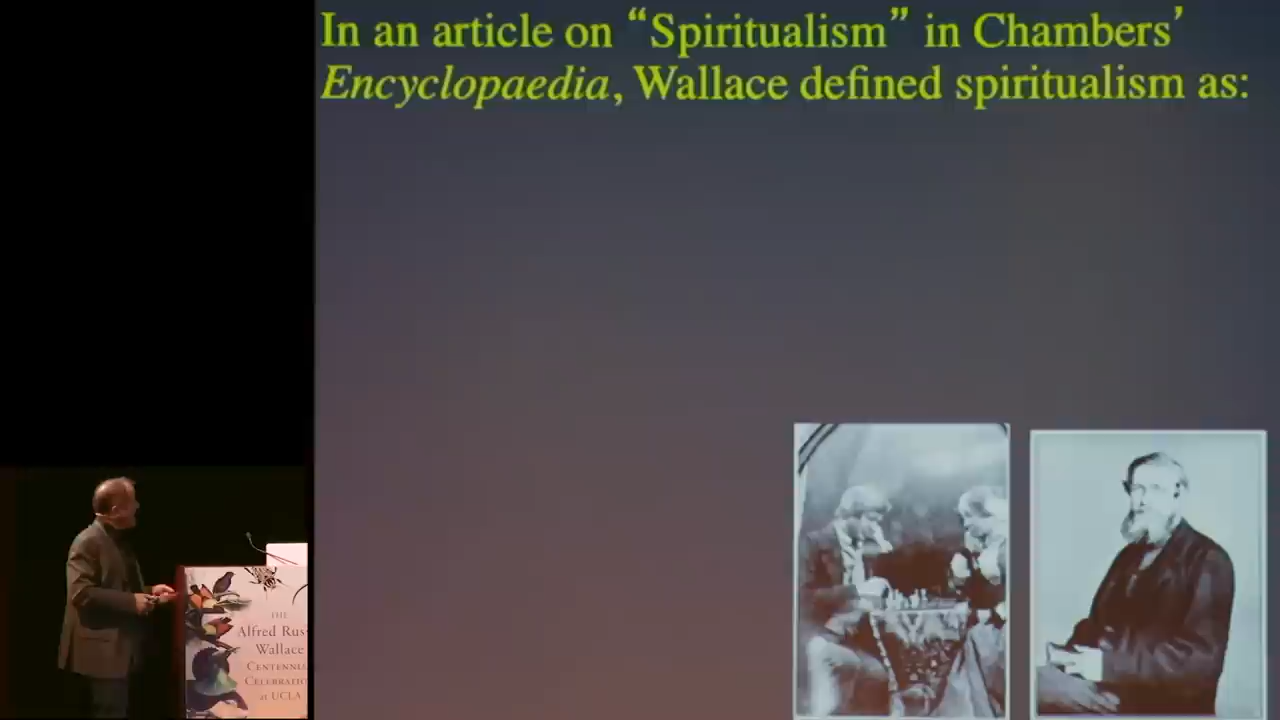 In an article on “Spiritualism” in Chambers’
Encyclopaedia, Wallace defined spiritualism as:
THE
Alfred Russ
Wallace
CENTENNI
CELEBRATIO
at UCLA